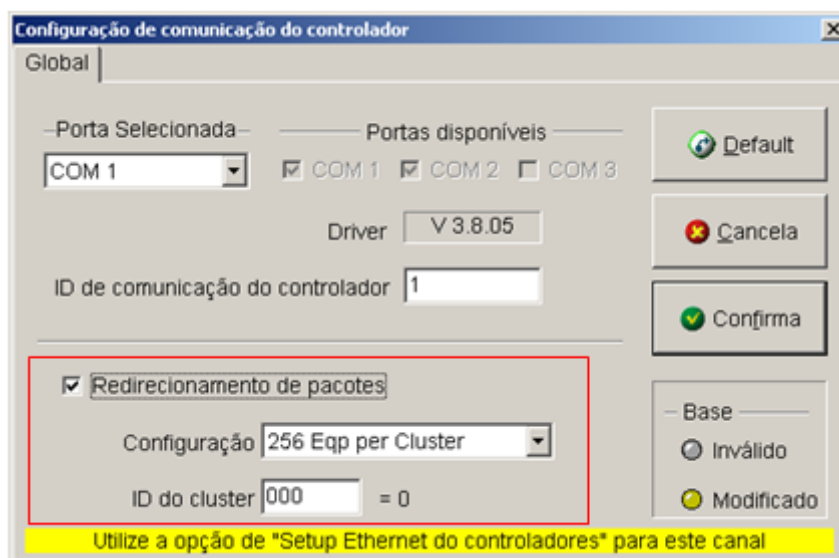 Configuração de comunicação do controlador
Global
Porta Selecionada
Portas disponíveis
COM 1
COM 1 COM 2 COM 3
Driver V 3.8.05
ID de comunicação do controlador 1
Redirecionamento de pacotes
Configuração 256 Eqp per Cluster
ID do cluster 000 = 0
Default
Cancela
Confirma
Base
Inválido
Modificado
Utilize a opção de "Setup Ethernet do controladores" para este canal